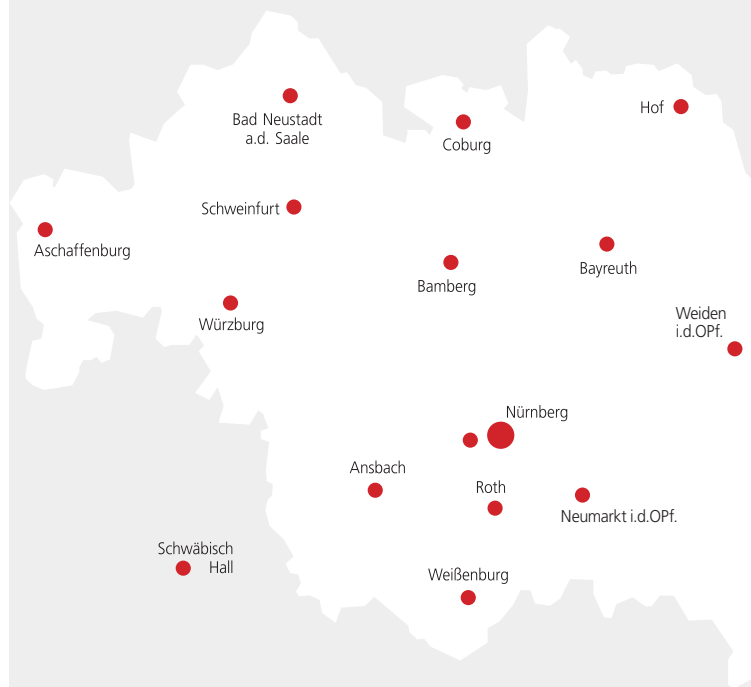 Hof
Bad Neustadt
a.d. Saale
Coburg
Schweinfurt
Aschaffenburg
Bayreuth
Bamberg
Würzburg
Weiden
i.d.OPf.
Nürnberg
Ansbach
Roth
Neumarkt i.d.OPf.
Schwäbisch
Hall
Weißenburg